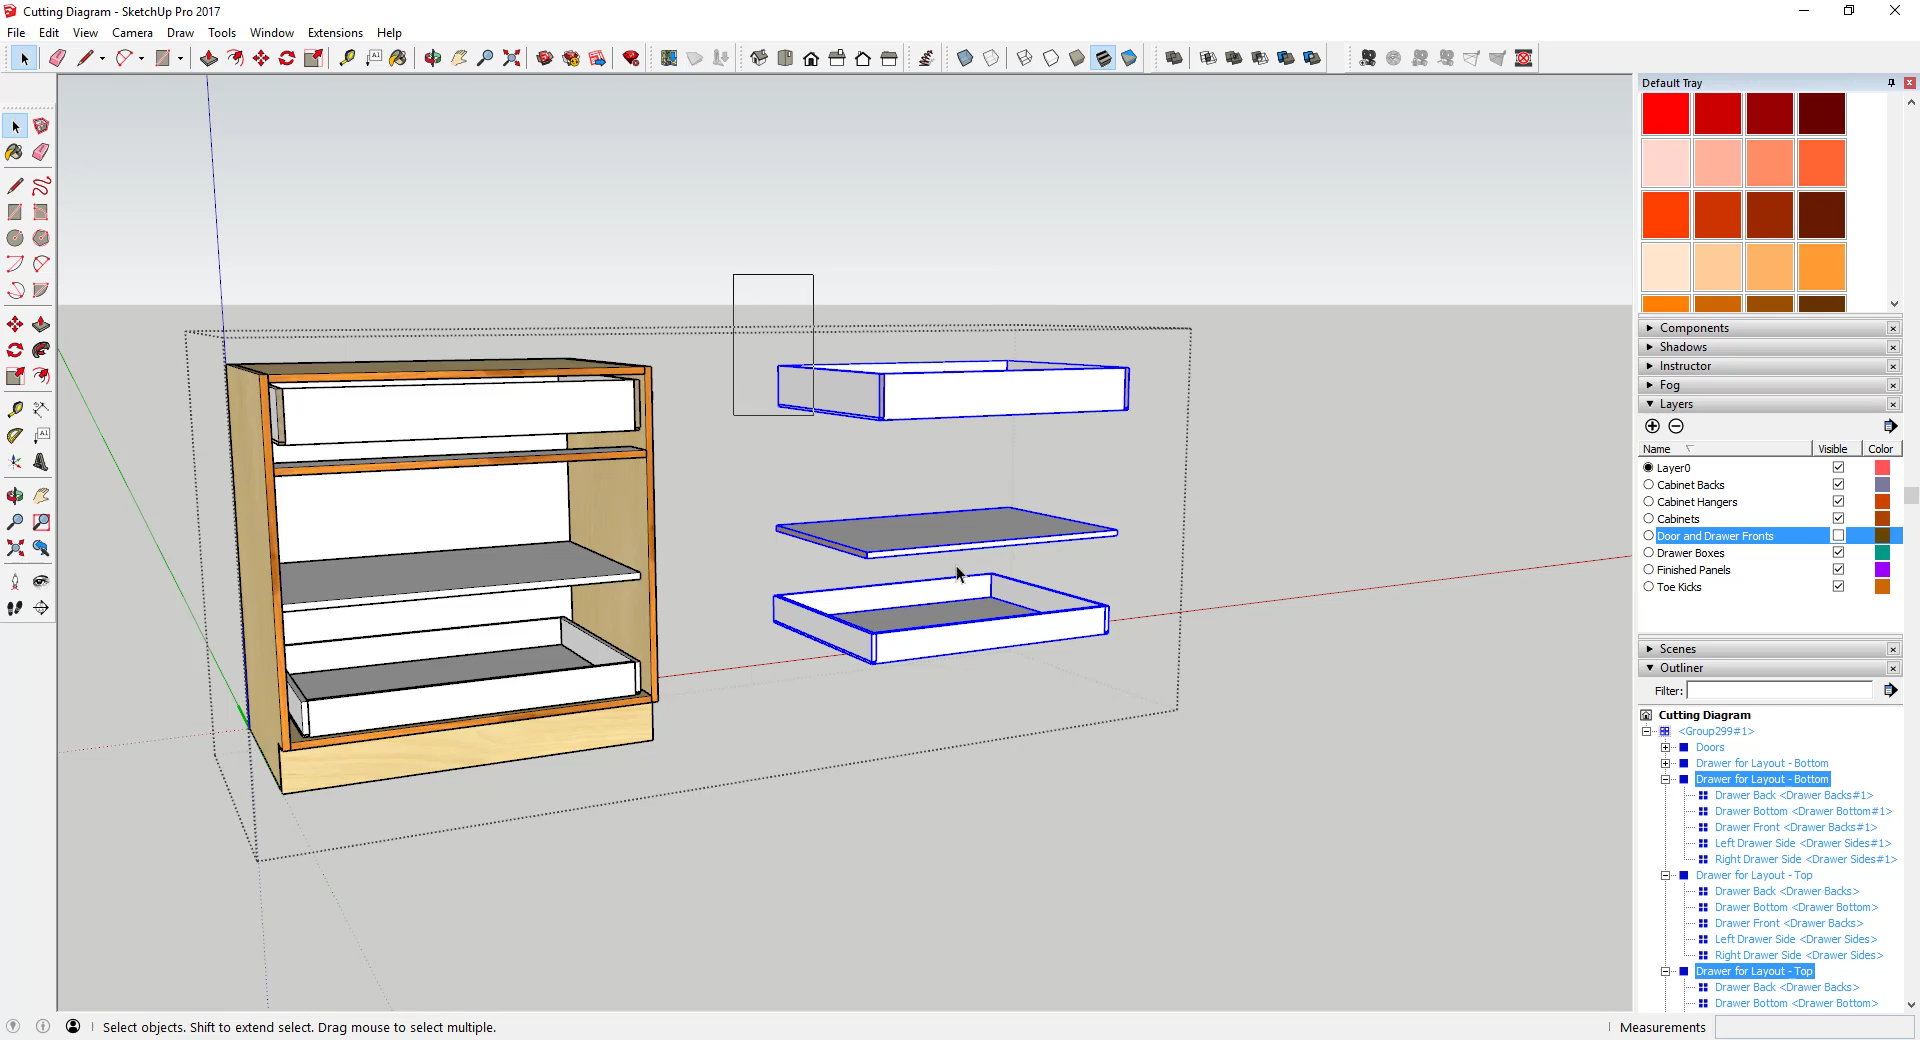 Cutting Diagram - SketchUp Pro 2017
File Edit View Camera Draw Tools Window Extensions Help
Default Tray
Components
Shadows
Instructor
Fog
Layers
Name Visible Color
Layer0
Cabinet Backs
Cabinet Hangers
Cabinets
Door and Drawer Fronts
Drawer Boxes
Finished Panels
Toe Kicks
Scenes
Outliner
Filter:
Cutting Diagram
<Group299#1>
Doors
Drawer for Layout - Bottom
Drawer for Layout - Bottom
Drawer Back <Drawer Backs#1>
Drawer Bottom <Drawer Bottom#1>
Drawer Front <Drawer Backs#1>
Left Drawer Side <Drawer Sides#1>
Right Drawer Side <Drawer Sides#1>
Drawer for Layout - Top
Drawer Back <Drawer Backs>
Drawer Bottom <Drawer Bottom>
Drawer Front <Drawer Backs>
Left Drawer Side <Drawer Sides>
Right Drawer Side <Drawer Sides>
Drawer for Layout - Top
Drawer Back <Drawer Backs>
Drawer Bottom <Drawer Bottom>
Select objects. Shift to extend select. Drag mouse to select multiple.
Measurements